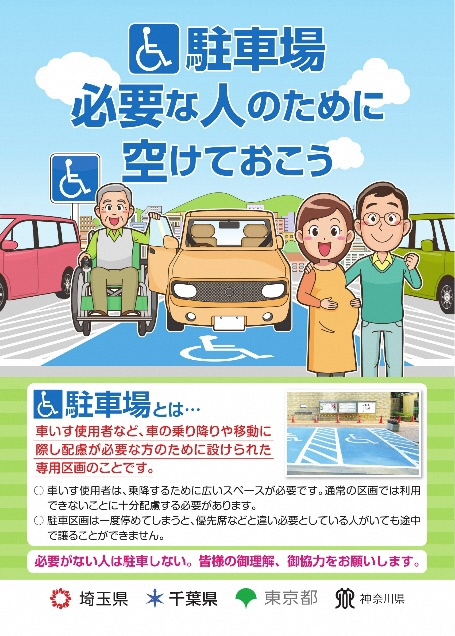 駐車場
必要な人のために
空けておこう
駐車場とは…
車いす使用者など、車の乗り降りや移動に
際し配慮が必要な方のために設けられた
専用区画のことです。
○ 車いす使用者は、乗降するために広いスペースが必要です。通常の区画では利用
できないことに十分配慮する必要があります。
○ 駐車区画は一度停めてしまうと、優先席などと違い必要としている人がいても途中
で譲ることができません。
必要がない人は駐車しない。皆様の御理解、御協力をお願いします。
埼玉県 千葉県 東京都 神奈川県